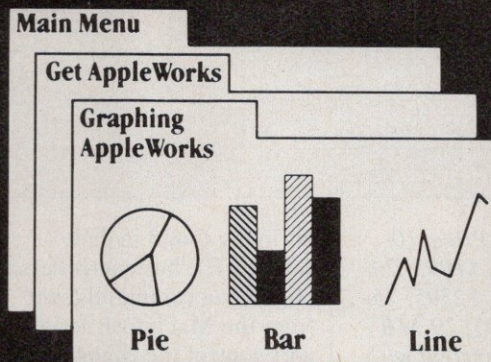 Main Menu
Get AppleWorks
Graphing
AppleWorks
Pie
Bar
Line